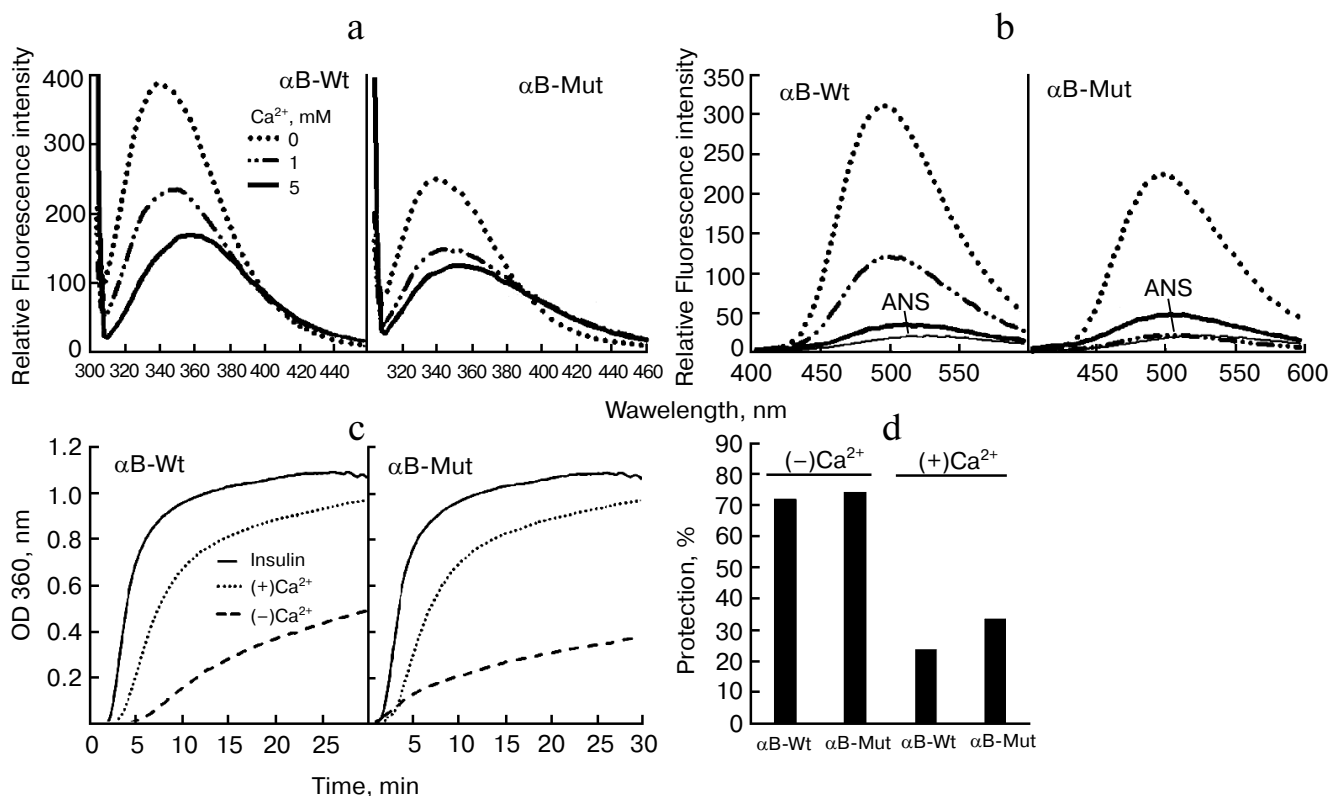 a
Relative Fluorescence intensity
400
300
200
100
0
αB-Wt
Ca²⁺, mM
0
1
5
αB-Mut
300 320 340 360 380 400 420 440
320 340 360 380 400 420 440 460
b
Relative Fluorescence intensity
350
300
250
200
150
100
50
0
αB-Wt
ANS
αB-Mut
ANS
400 450 500 550
450 500 550 600
Wawelength, nm
c
OD 360, nm
1.2
1.0
0.8
0.6
0.4
0.2
αB-Wt
Insulin
(+)Ca²⁺
(−)Ca²⁺
αB-Mut
0 5 10 15 20 25
5 10 15 20 25 30
Time, min
d
Protection, %
90
80
70
60
50
40
30
20
10
0
(−)Ca²⁺ (+)Ca²⁺
αB-Wt αB-Mut αB-Wt αB-Mut